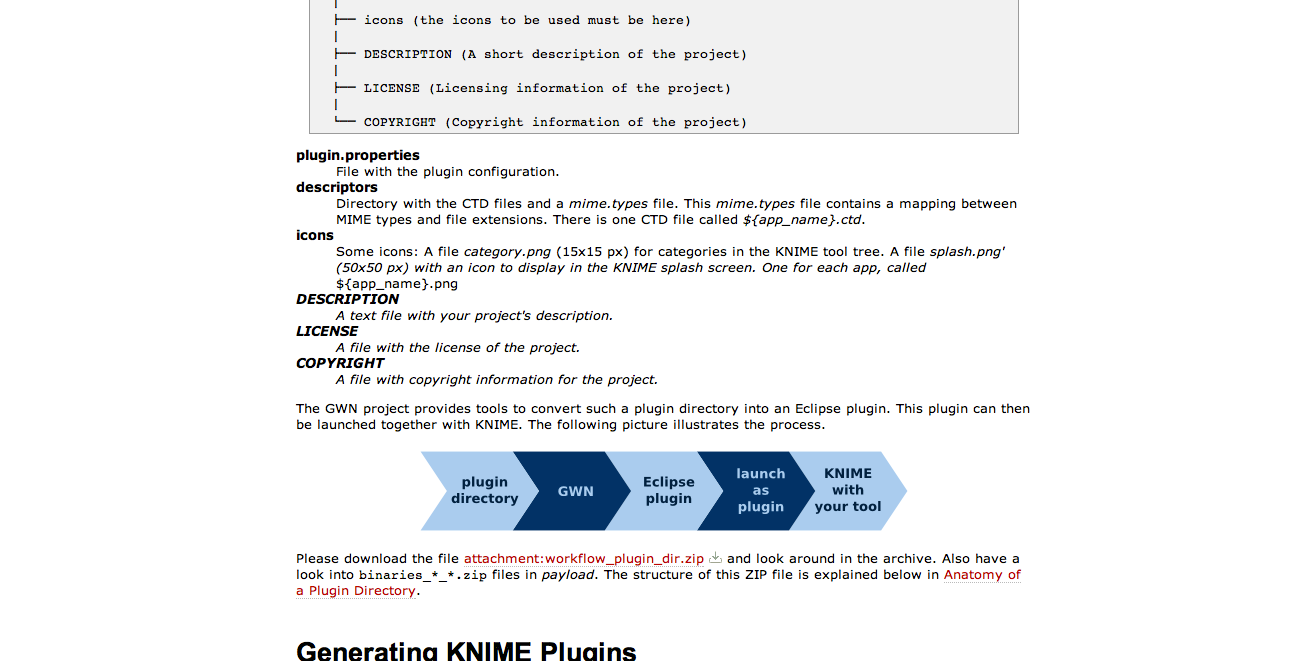 ├── icons (the icons to be used must be here)
|
├── DESCRIPTION (A short description of the project)
|
├── LICENSE (Licensing information of the project)
|
└── COPYRIGHT (Copyright information of the project)
plugin.properties
File with the plugin configuration.
descriptors
Directory with the CTD files and a mime.types file. This mime.types file contains a mapping between
MIME types and file extensions. There is one CTD file called ${app_name}.ctd.
icons
Some icons: A file category.png (15x15 px) for categories in the KNIME tool tree. A file splash.png'
(50x50 px) with an icon to display in the KNIME splash screen. One for each app, called
${app_name}.png
DESCRIPTION
A text file with your project's description.
LICENSE
A file with the license of the project.
COPYRIGHT
A file with copyright information for the project.
The GWN project provides tools to convert such a plugin directory into an Eclipse plugin. This plugin can then
be launched together with KNIME. The following picture illustrates the process.
plugin
directory
GWN
Eclipse
plugin
launch
as
plugin
KNIME
with
your tool
Please download the file attachment:workflow_plugin_dir.zip and look around in the archive. Also have a
look into binaries_*_*.zip files in payload. The structure of this ZIP file is explained below in Anatomy of
a Plugin Directory.
Generating KNIME Plugins